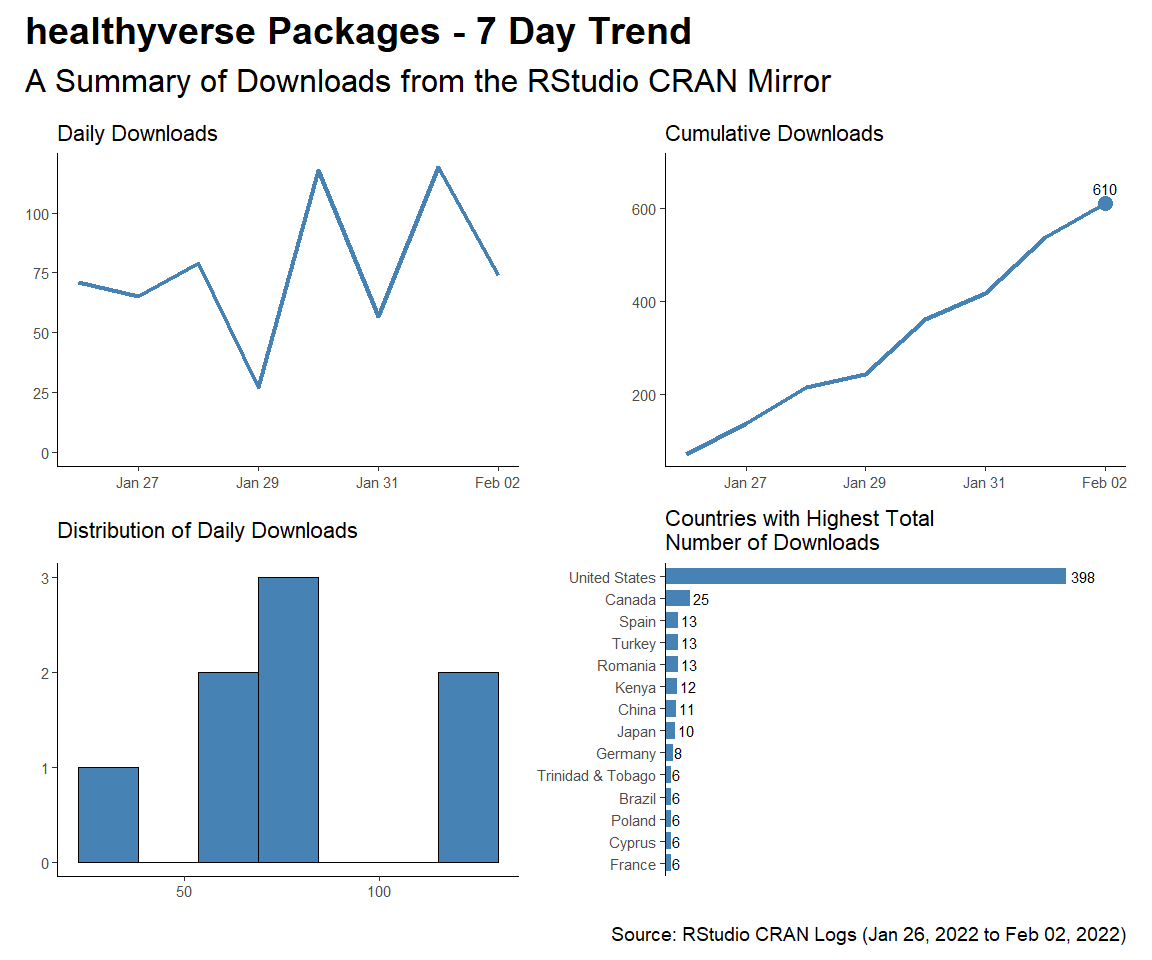 healthyverse Packages - 7 Day Trend
A Summary of Downloads from the RStudio CRAN Mirror
Daily Downloads
100
75
50
25
0
Jan 27 Jan 29 Jan 31 Feb 02
Cumulative Downloads
610
600
400
200
Jan 27 Jan 29 Jan 31 Feb 02
Distribution of Daily Downloads
3
2
1
0
50 100
Countries with Highest Total
Number of Downloads
United States 398
Canada 25
Spain 13
Turkey 13
Romania 13
Kenya 12
China 11
Japan 10
Germany 8
Trinidad & Tobago 6
Brazil 6
Poland 6
Cyprus 6
France 6
Source: RStudio CRAN Logs (Jan 26, 2022 to Feb 02, 2022)